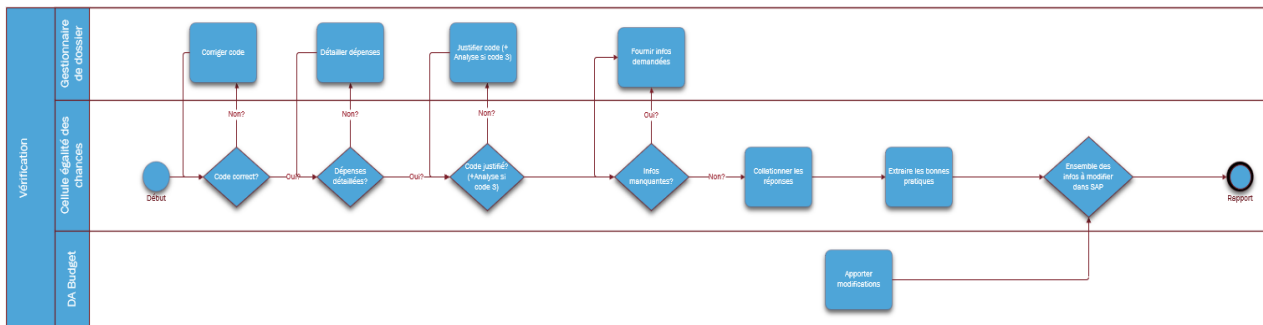 Vérification
Gestionnaire
de dossier
Corriger code
Détailler dépenses
Justifier code (+
Analyse si code 3)
Fournir infos
demandées
Non?
Non?
Non?
Oui?
Cellule égalité des
chances
Début
Code correct?
Oui?
Dépenses
détaillées?
Oui?
Code justifié?
(+Analyse si
code 3)
Infos
manquantes?
Non?
Colletionner les
réponses
Extraire les bonnes
pratiques
Ensemble des
infos à modifier
dans SAP
Rapport
DA Budget
Apporter
modifications